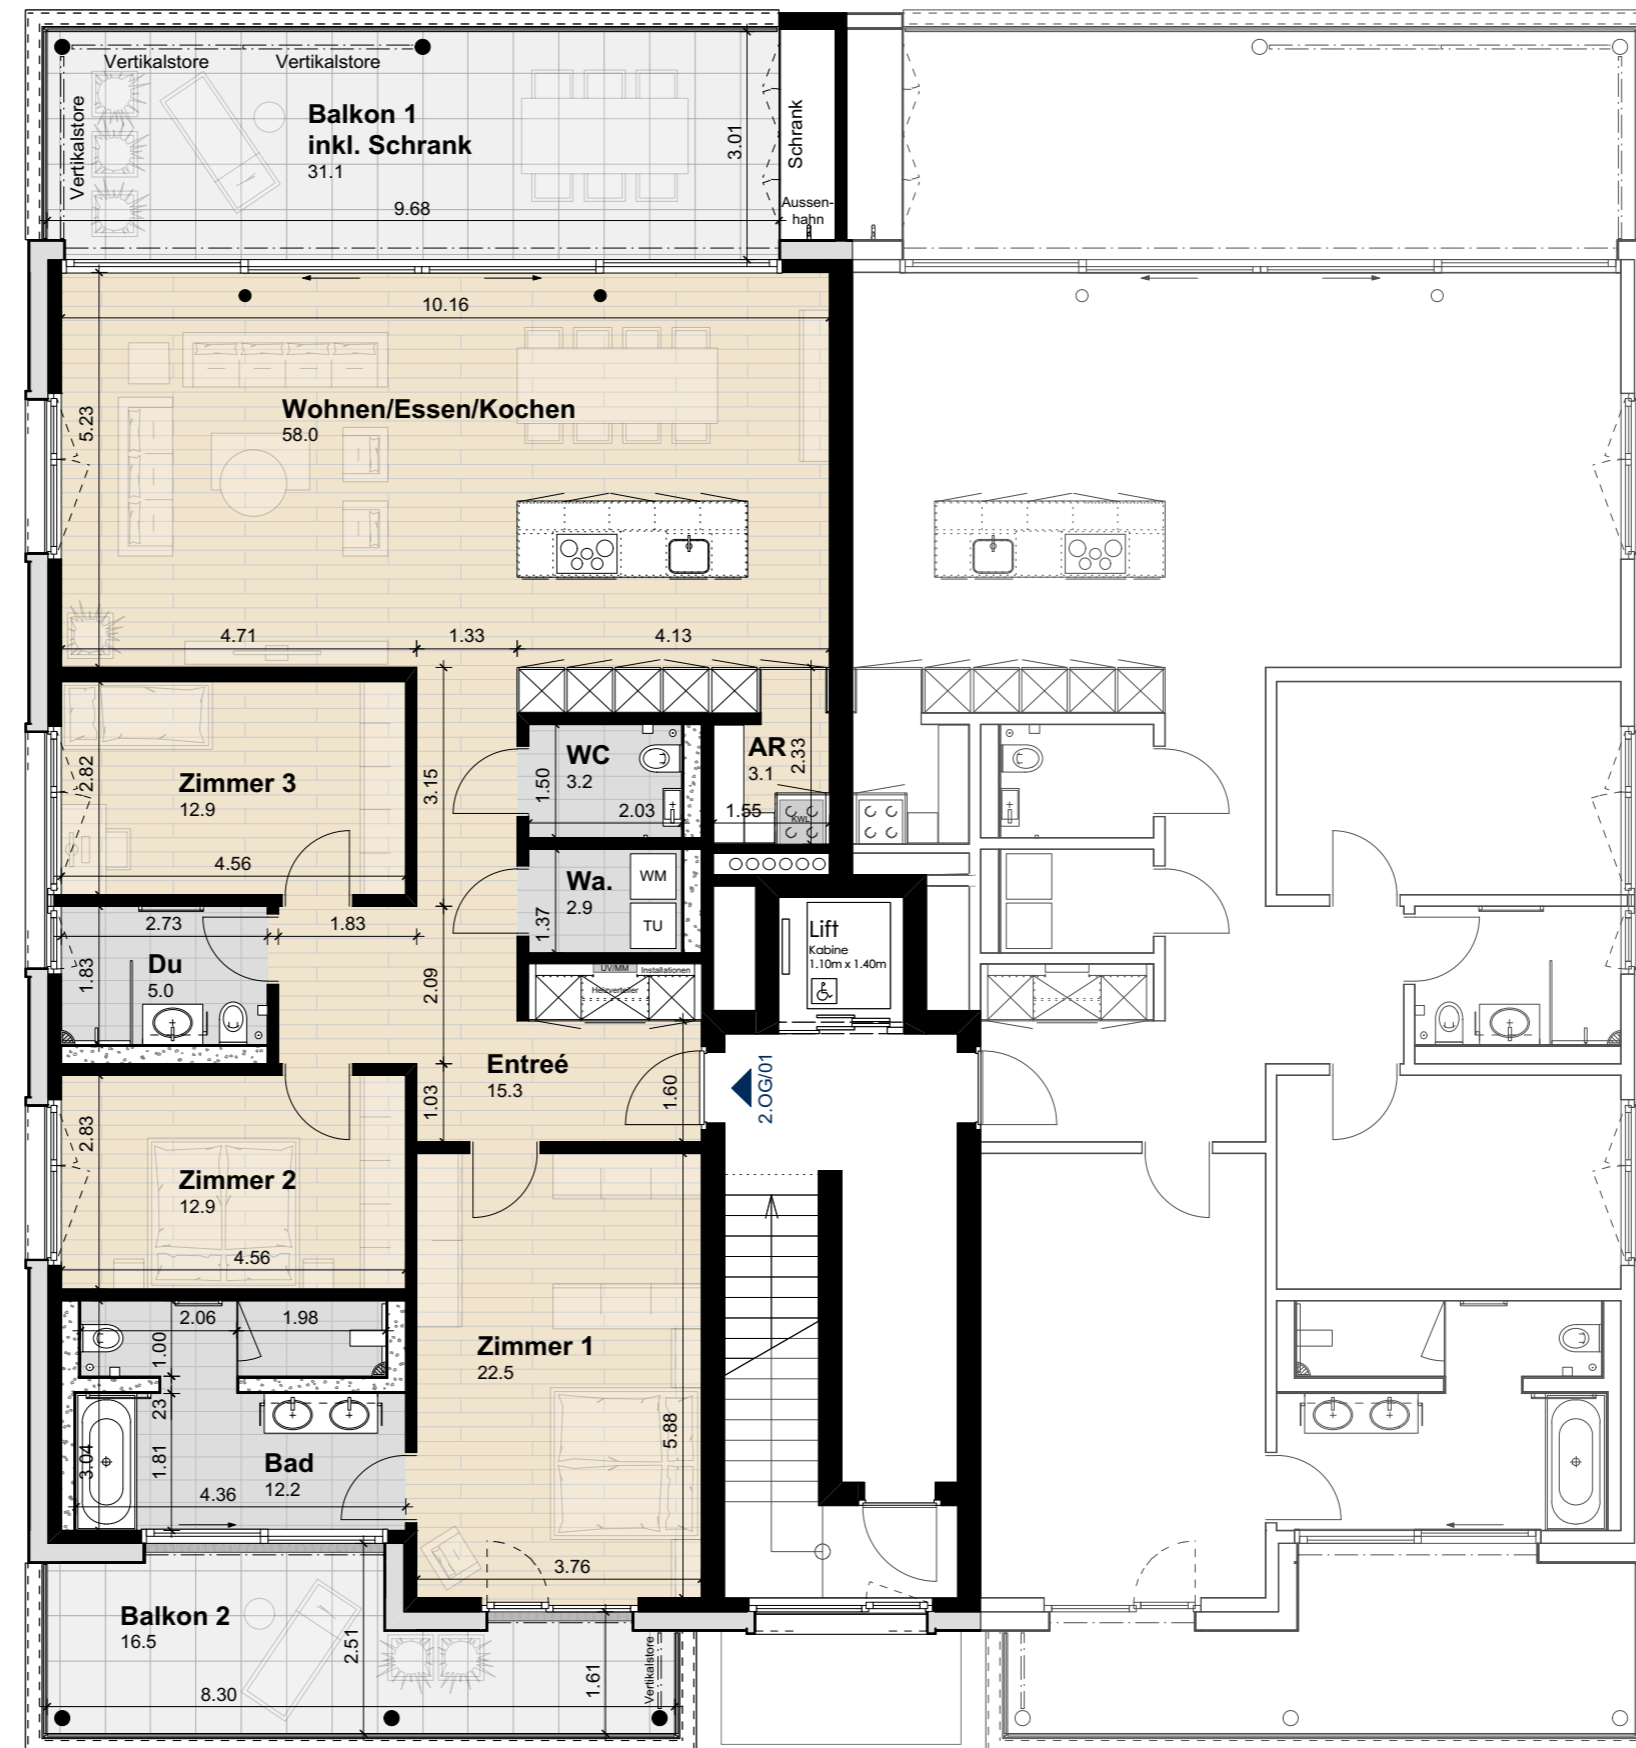 Vertikalstore
Vertikalstore
Vertikalstore
Balkon 1
inkl. Schrank
31.1
3.01
Schrank
9.68
Aussen-
hahn
10.16
5.23
Wohnen/Essen/Kochen
58.0
4.71
1.33
4.13
Zimmer 3
12.9
2.82
4.56
3.15
WC
3.2
1.50
2.03
AR
3.1
2.33
1.55
KWL
Wa.
2.9
1.37
WM
TU
2.73
1.83
Du
5.0
1.83
2.09
UV/MM
Installationen
Heizverteiler
Lift
Kabine
1.10m x 1.40m
Entreé
15.3
1.03
1.60
2.OG/01
2.83
Zimmer 2
12.9
4.56
2.06
1.98
1.00
23
1.81
3.04
Bad
12.2
4.36
Zimmer 1
22.5
5.88
3.76
Balkon 2
16.5
2.51
1.61
Vertikalstore
8.30